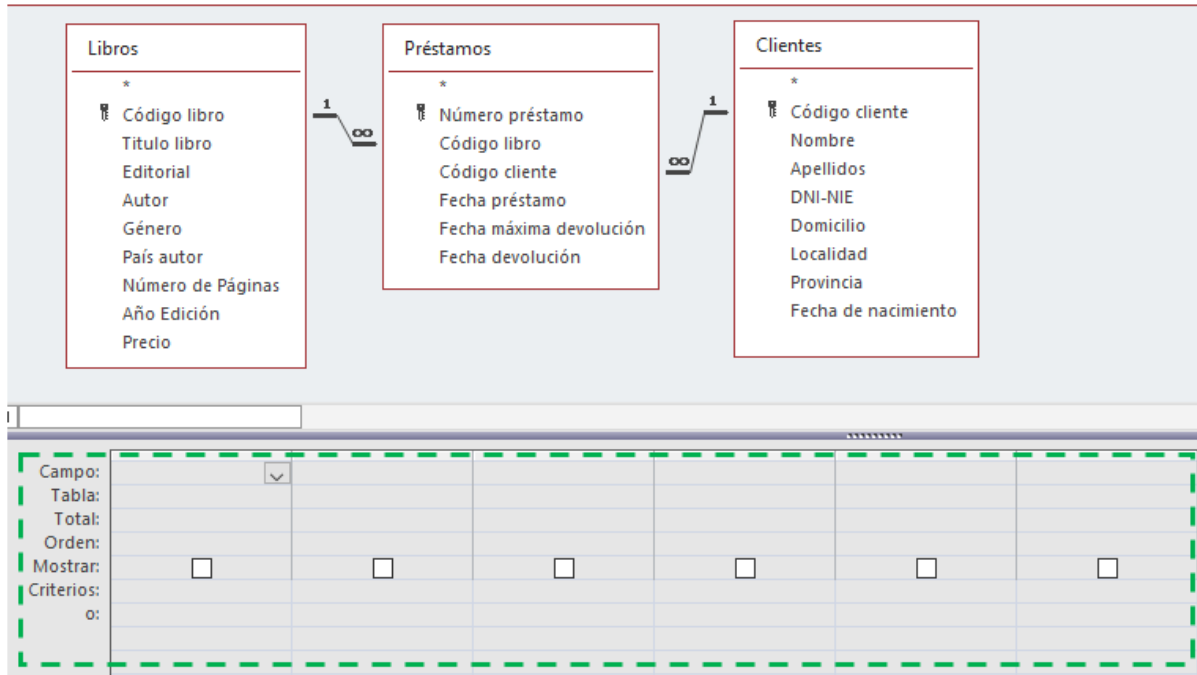 Libros
*
Código libro
Titulo libro
Editorial
Autor
Género
País autor
Número de Páginas
Año Edición
Precio
1
∞
Préstamos
*
Número préstamo
Código libro
Código cliente
Fecha préstamo
Fecha máxima devolución
Fecha devolución
1
∞
Clientes
*
Código cliente
Nombre
Apellidos
DNI-NIE
Domicilio
Localidad
Provincia
Fecha de nacimiento
Campo:
Tabla:
Total:
Orden:
Mostrar:
Criterios:
o: